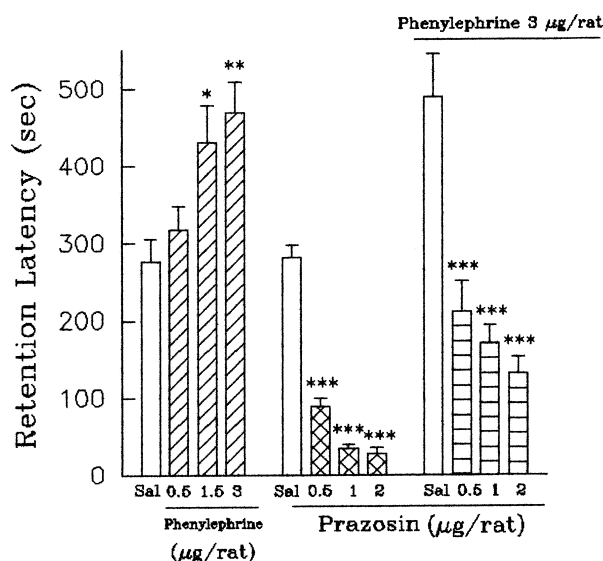 Phenylephrine 3 μg/rat
Retention Latency (sec)
500
400
300
200
100
0
* ** *** *** *** *** *** ***
Sal 0.5 1.5 3 Sal 0.5 1 2 Sal 0.5 1 2
Phenylephrine
(μg/rat)
Prazosin (μg/rat)